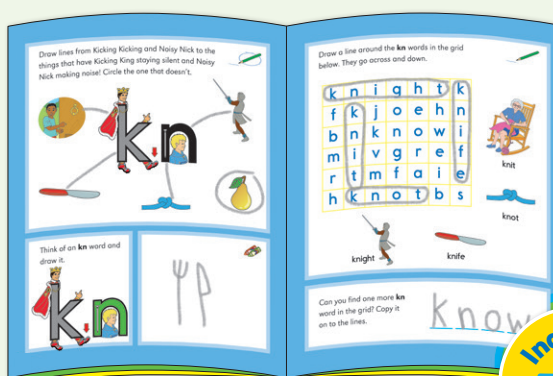 Draw lines from Kicking Kicking and Noisy Nick to the
things that have Kicking King staying silent and Noisy
Nick making noise! Circle the one that doesn't.
kn
Think of an kn word and
draw it.
kn
Draw a line around the kn words in the grid
below. They go across and down.
k n i g h t k
f k j o e h n
b n k n o w i
m i v g r e f
r t m f a i e
h k n o t b s
knit
knot
knight
knife
Can you find one more kn
word in the grid? Copy it
on to the lines.
know